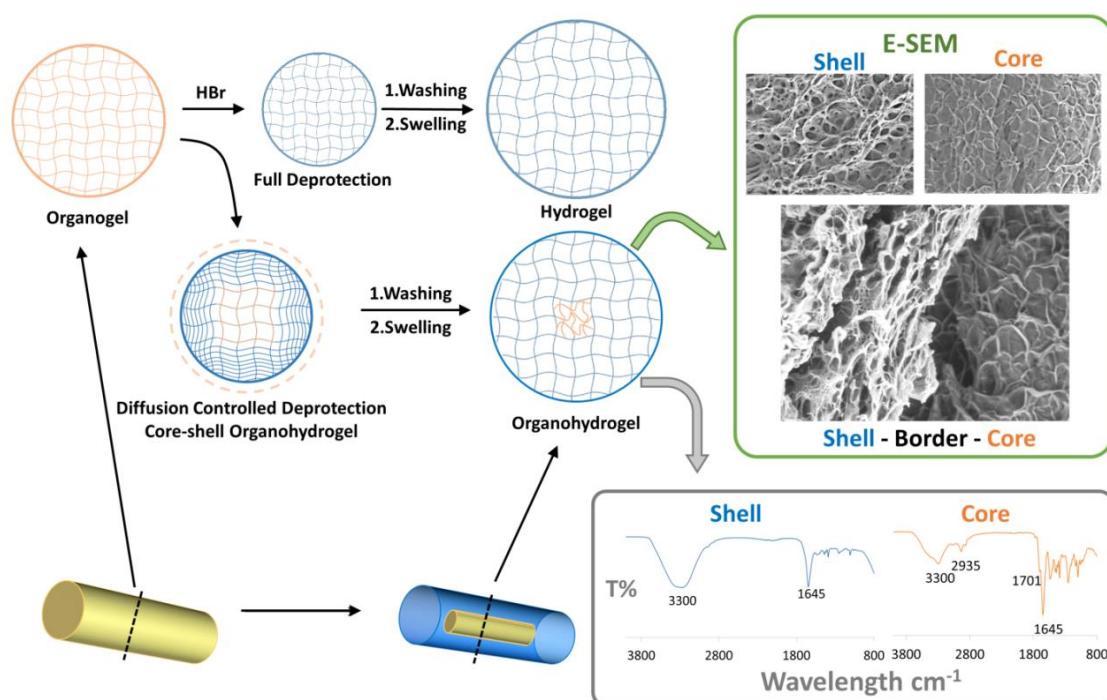 HBr
1.Washing
2.Swelling
Full Deprotection
Organogel
Hydrogel
1.Washing
2.Swelling
Diffusion Controlled Deprotection
Core-shell Organohydrogel
Organohydrogel
E-SEM
Shell
Core
Shell - Border - Core
Shell
Core
T%
3300
1645
3300
2935
1701
1645
3800
2800
1800
800
3800
2800
1800
800
Wavelength cm⁻¹